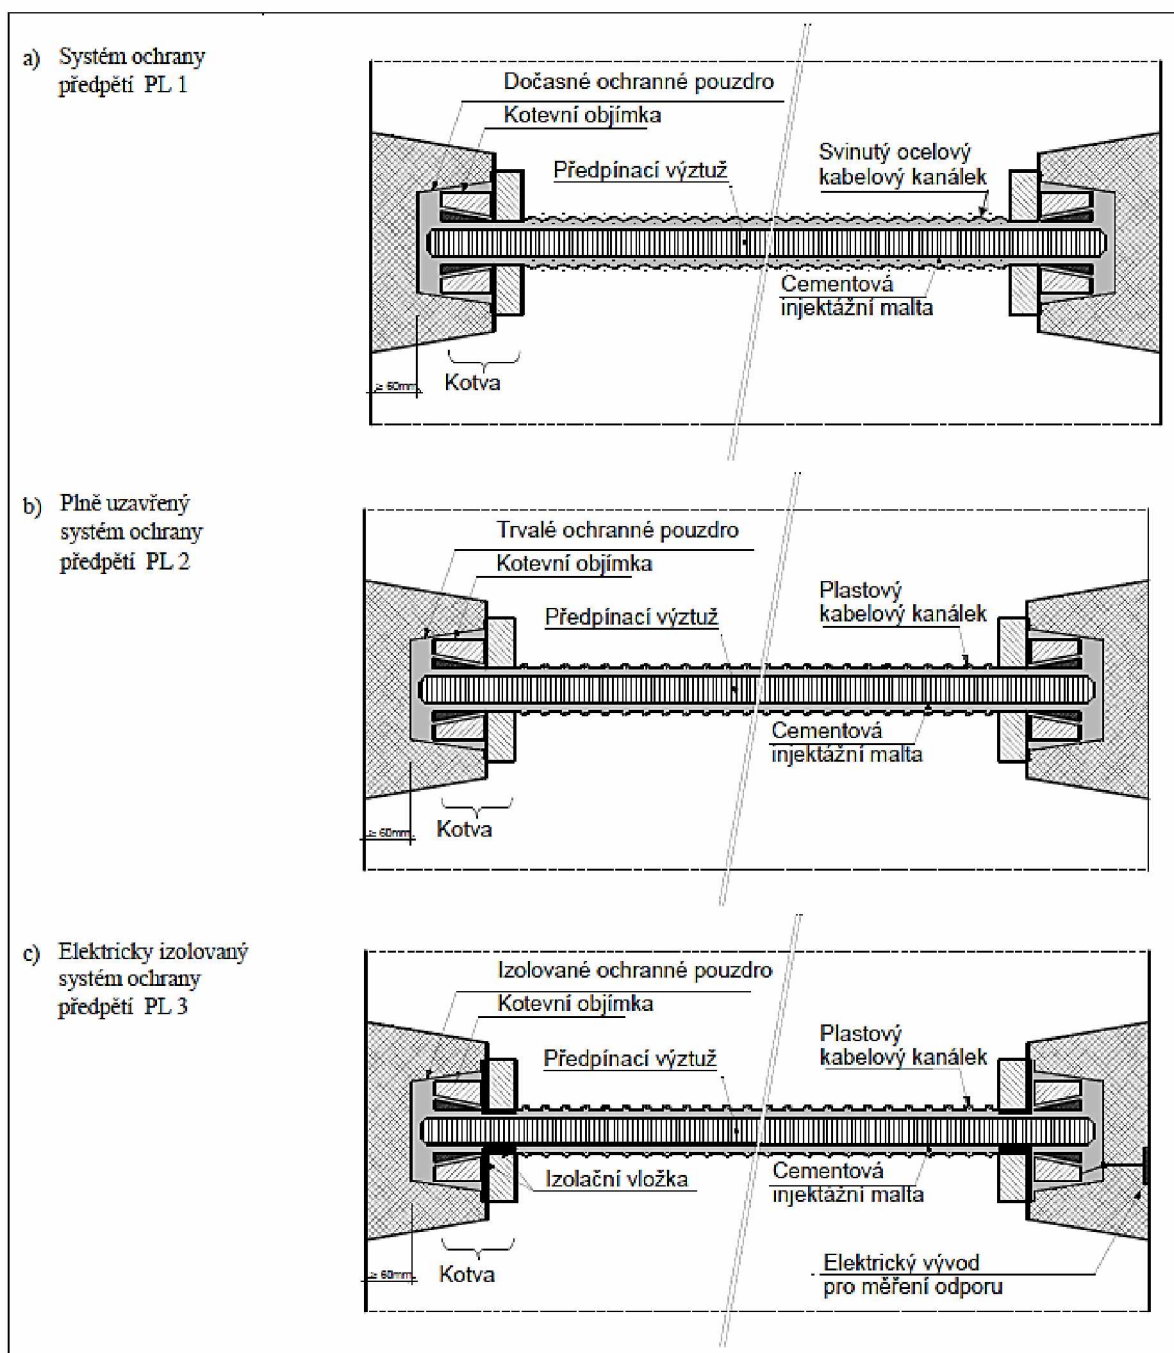 a) Systém ochrany
předpětí PL 1
Dočasné ochranné pouzdro
Kotevní objímka
Předpínací výztuž
Svinutý ocelový
kabelový kanálek
Cementová
injektážní malta
Kotva
≥ 60mm
b) Plně uzavřený
systém ochrany
předpětí PL 2
Trvalé ochranné pouzdro
Kotevní objímka
Předpínací výztuž
Plastový
kabelový kanálek
Cementová
injektážní malta
Kotva
≥ 60mm
c) Elektricky izolovaný
systém ochrany
předpětí PL 3
Izolované ochranné pouzdro
Kotevní objímka
Předpínací výztuž
Plastový
kabelový kanálek
Izolační vložka
Cementová
injektážní malta
Kotva
≥ 60mm
Elektrický vývod
pro měření odporu